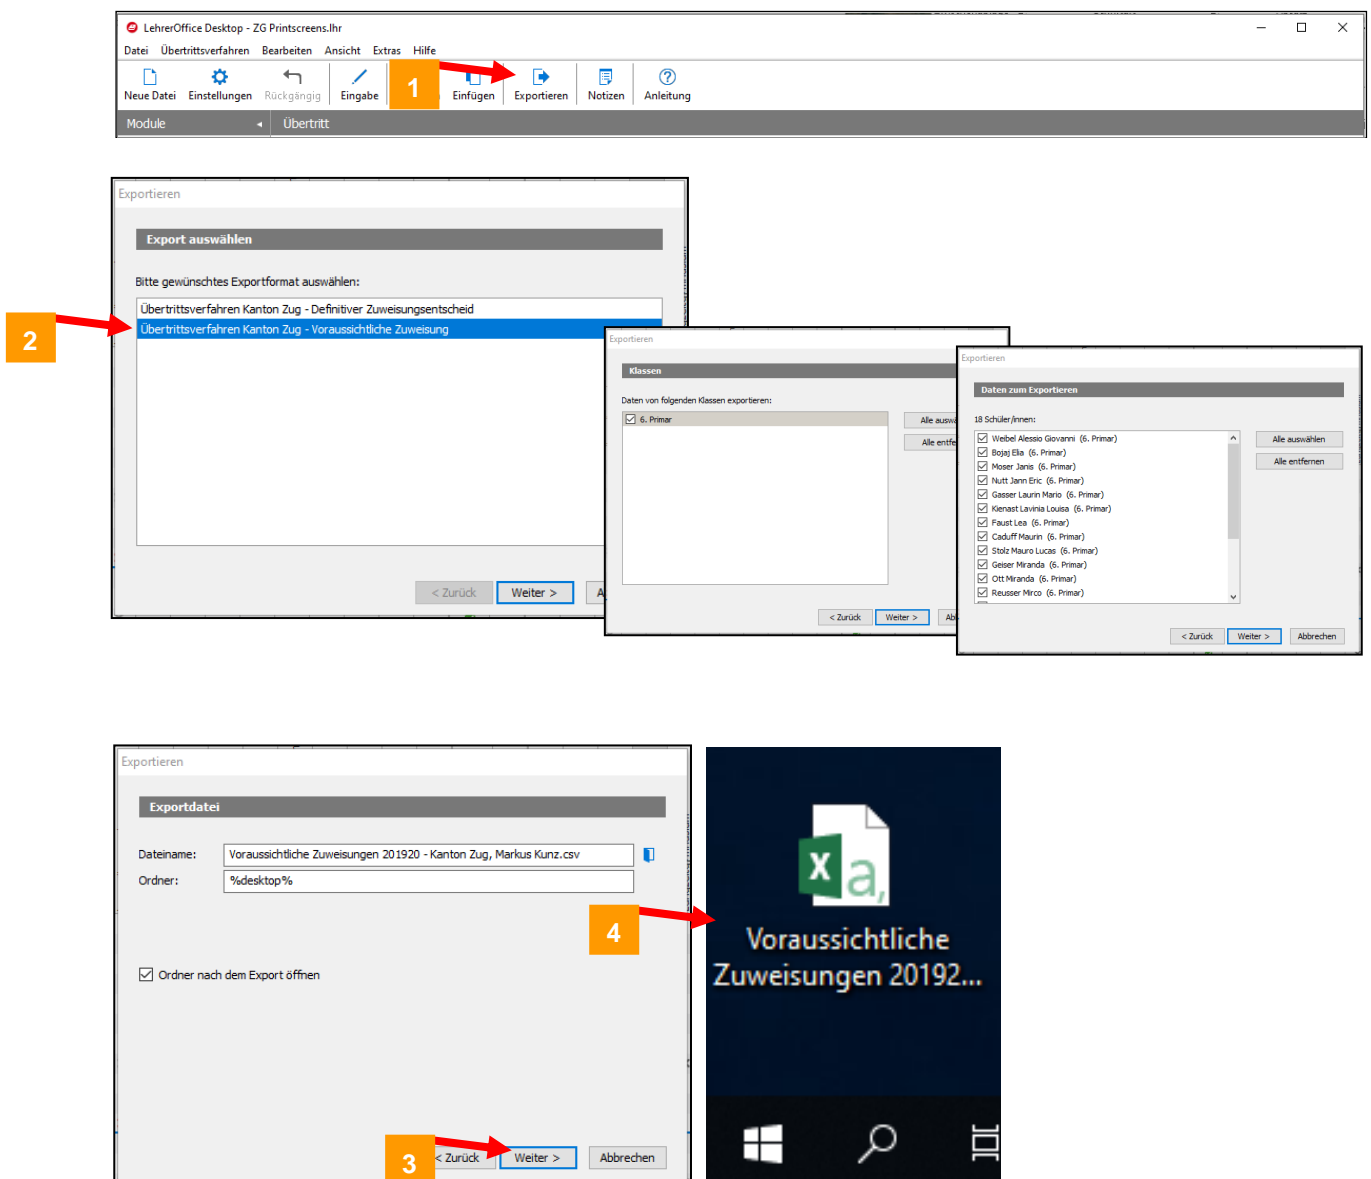 LehrerOffice Desktop - ZG Printscreens.lhr
Datei Übertrittsverfahren Bearbeiten Ansicht Extras Hilfe
1
Neue Datei Einstellungen Rückgängig Eingabe Einfügen Exportieren Notizen Anleitung
Module Übertritt
Exportieren
Export auswählen
Bitte gewünschtes Exportformat auswählen:
Übertrittsverfahren Kanton Zug - Definitiver Zuweisungsentscheid
Übertrittsverfahren Kanton Zug - Voraussichtliche Zuweisung
2
< Zurück Weiter > A
Exportieren
Klassen
Daten von folgenden Klassen exportieren:
6. Primar
Alle auswä
Alle entfe
< Zurück Weiter > Ab
Exportieren
Daten zum Exportieren
18 Schüler/innen:
Weibel Alessio Giovanni (6. Primar)
Bojaj Elia (6. Primar)
Moser Janis (6. Primar)
Nutt Jann Eric (6. Primar)
Gasser Laurin Mario (6. Primar)
Kienast Lavinia Louisa (6. Primar)
Faust Lea (6. Primar)
Caduff Maurin (6. Primar)
Stolz Mauro Lucas (6. Primar)
Geiser Miranda (6. Primar)
Ott Miranda (6. Primar)
Reusser Mirco (6. Primar)
Alle auswählen
Alle entfernen
< Zurück Weiter > Abbrechen
Exportieren
Exportdatei
Dateiname: Voraussichtliche Zuweisungen 201920 - Kanton Zug, Markus Kunz.csv
Ordner: %desktop%
4
Ordner nach dem Export öffnen
3
< Zurück Weiter > Abbrechen
X a,
Voraussichtliche
Zuweisungen 20192...